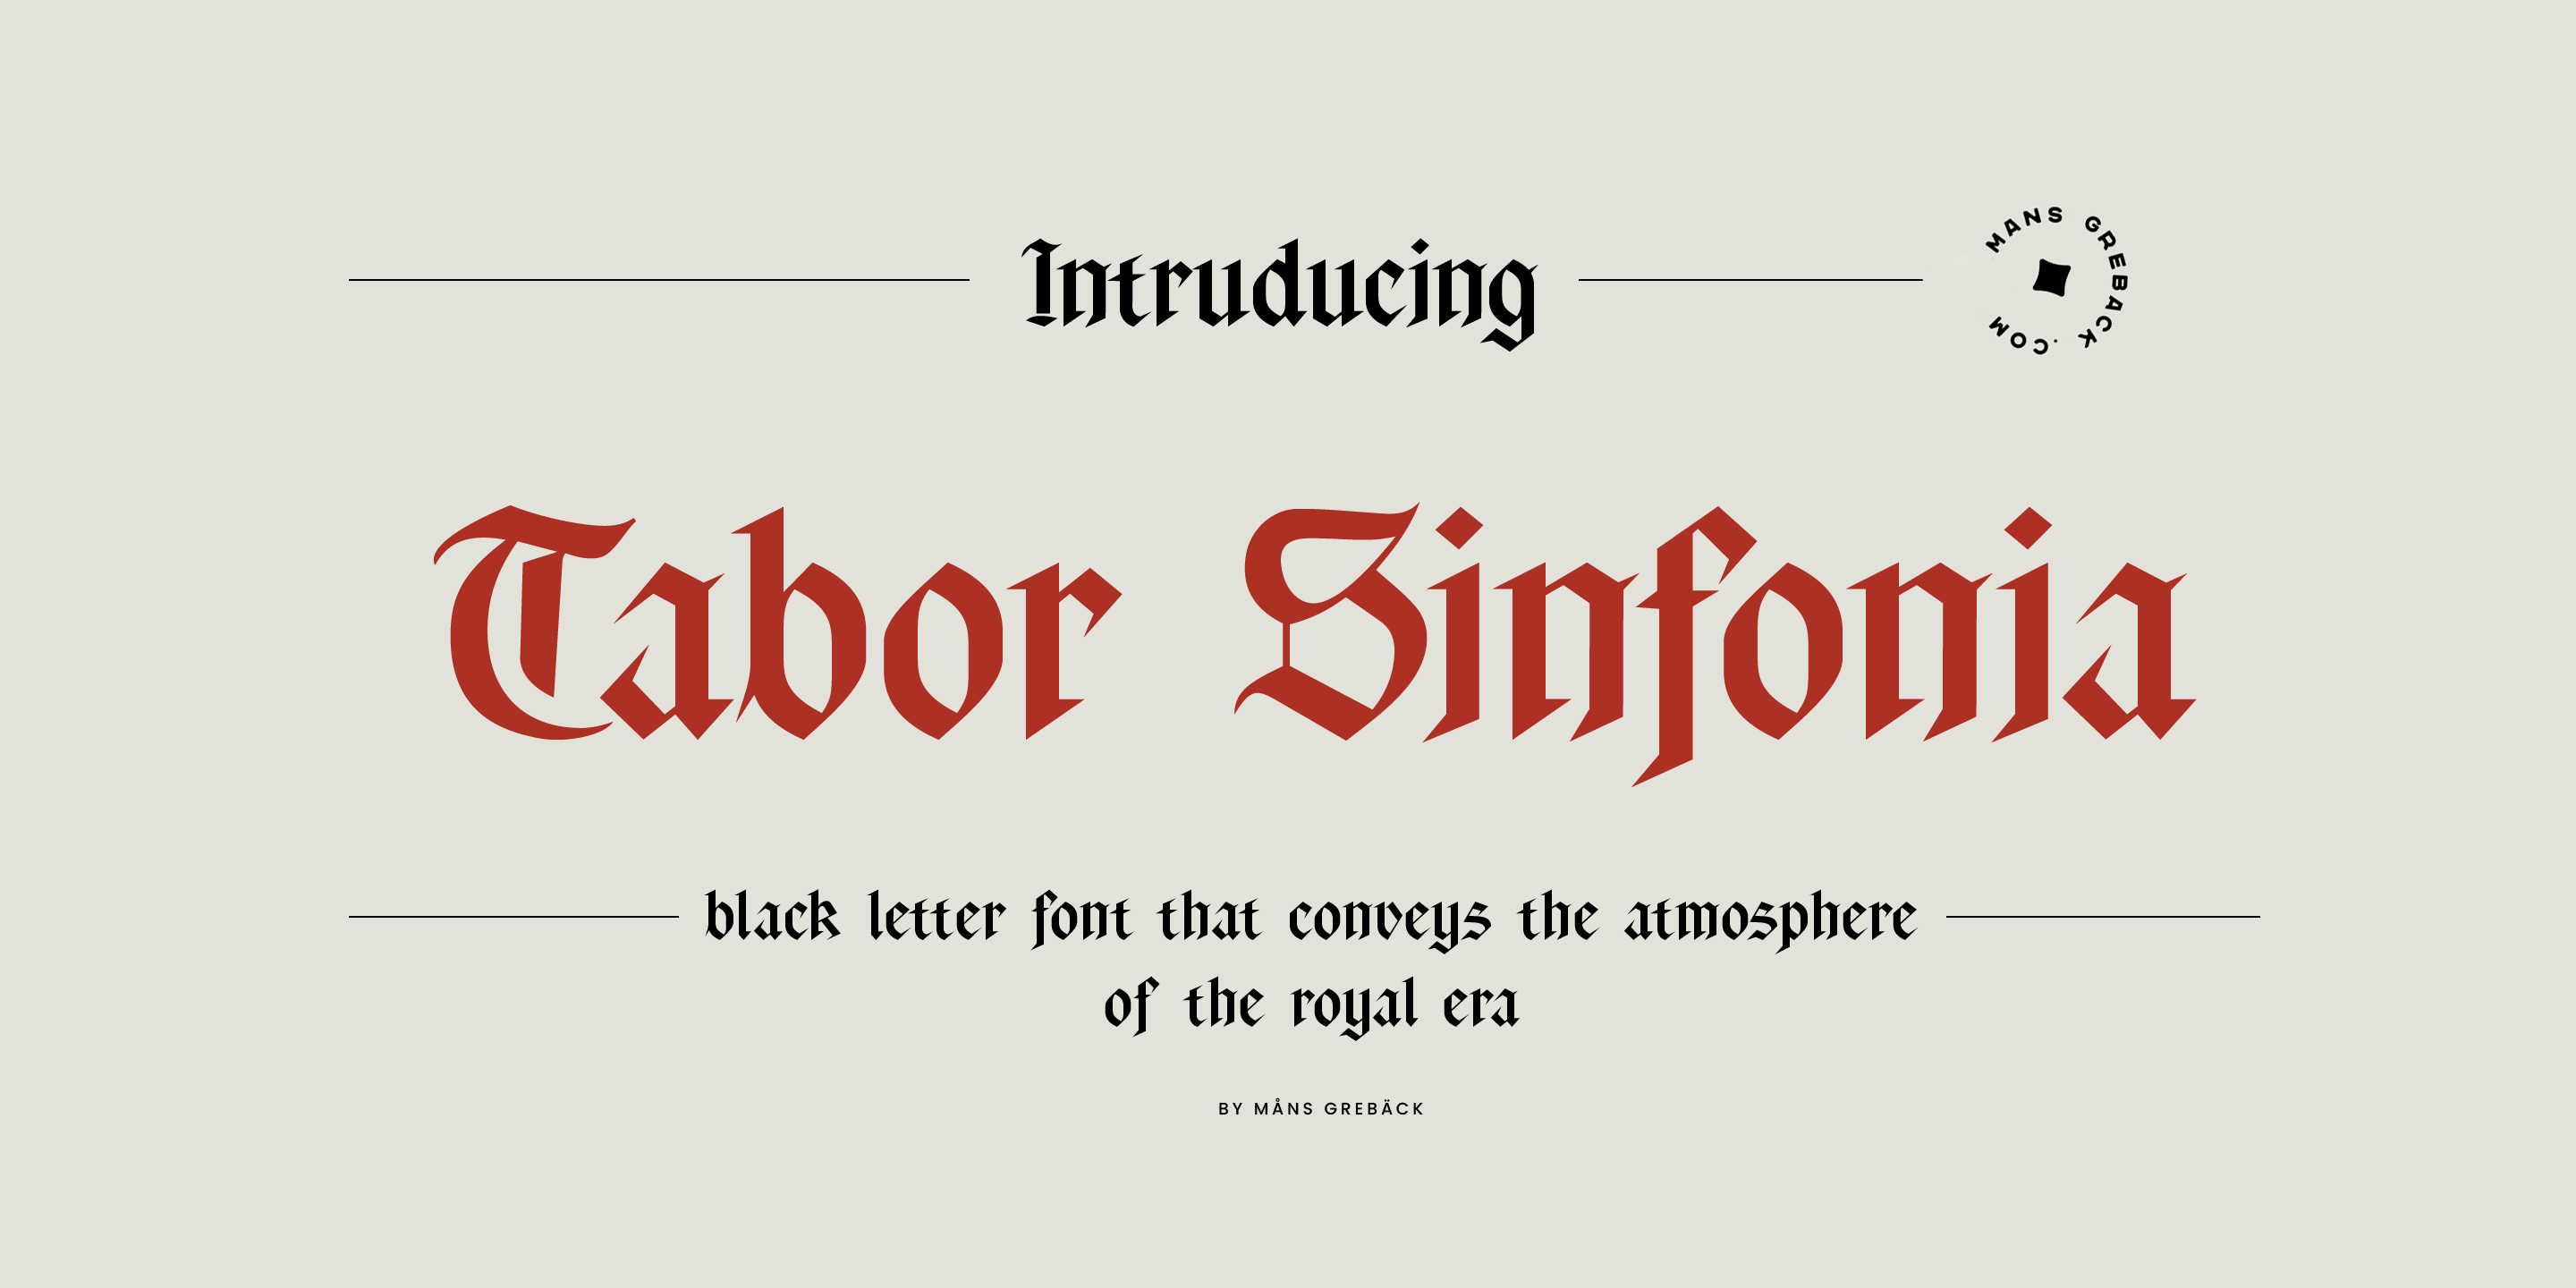 Intruducing
MANS GREBACK .COM
Tabor Sinfonia
black letter font that conveys the atmosphere
of the royal era
BY MÅNS GREBÄCK